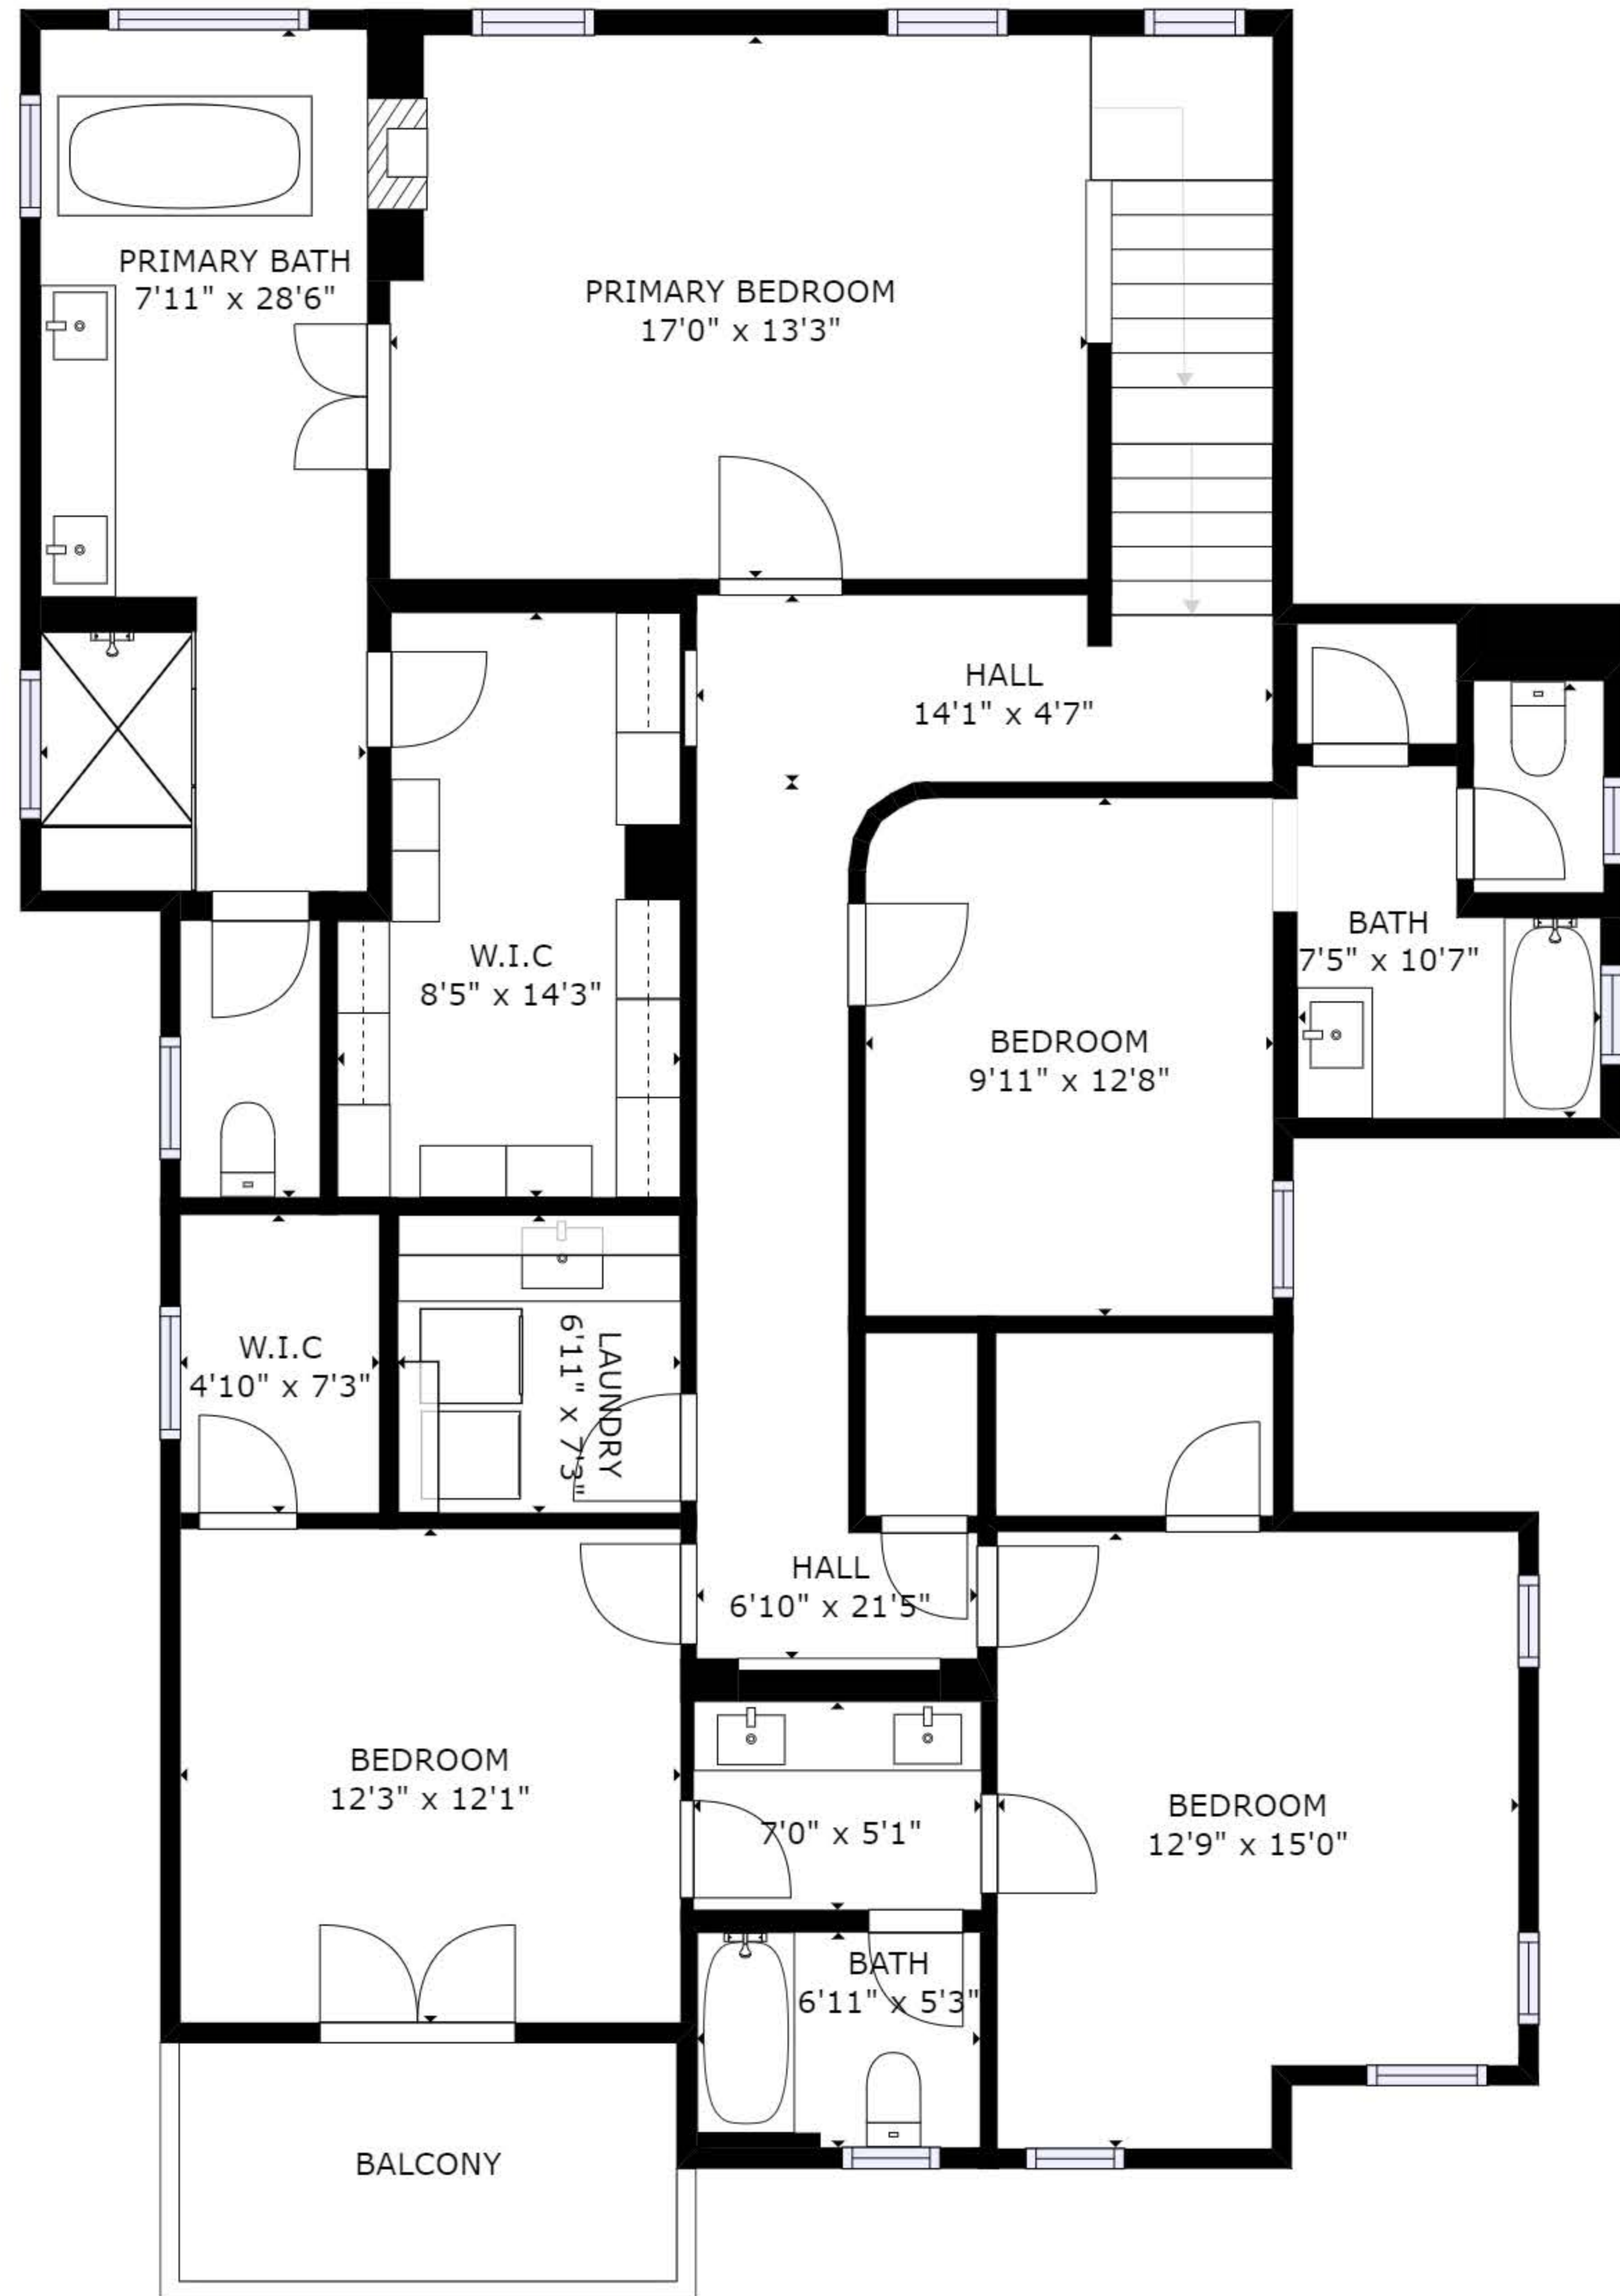 PRIMARY BATH
7'11" x 28'6"
PRIMARY BEDROOM
17'0" x 13'3"
HALL
14'1" x 4'7"
BATH
7'5" x 10'7"
W.I.C
8'5" x 14'3"
BEDROOM
9'11" x 12'8"
W.I.C
4'10" x 7'3"
LAUNDRY
6'11" x 7'3"
HALL
6'10" x 21'5"
BEDROOM
12'3" x 12'1"
7'0" x 5'1"
BEDROOM
12'9" x 15'0"
BATH
6'11" x 5'3"
BALCONY